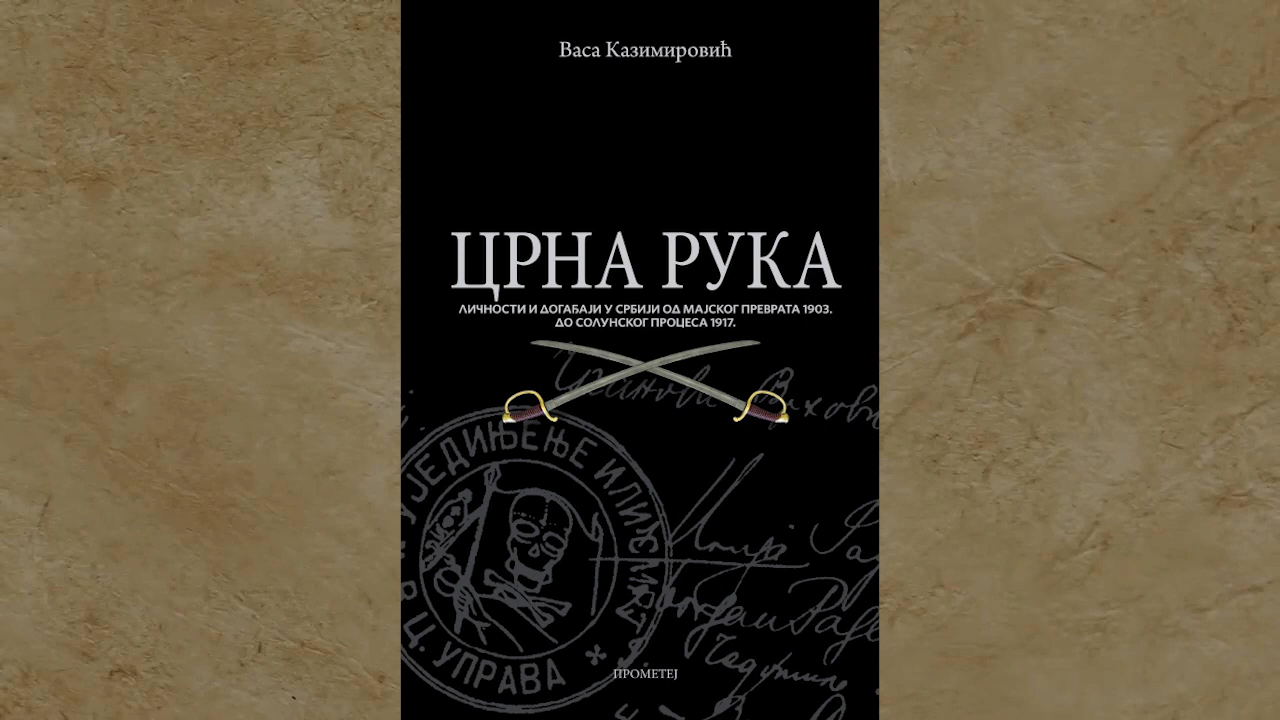 Васа Казимировић
ЦРНА РУКА
ЛИЧНОСТИ И ДОГАЂАЈИ У СРБИЈИ ОД МАЈСКОГ ПРЕВРАТА 1903.
ДО СОЛУНСКОГ ПРОЦЕСА 1917.
УЈЕДИЊЕЊЕ ИЛИ СМРТ
В. Ц. УПРАВА *
ПРОМЕТЕЈ